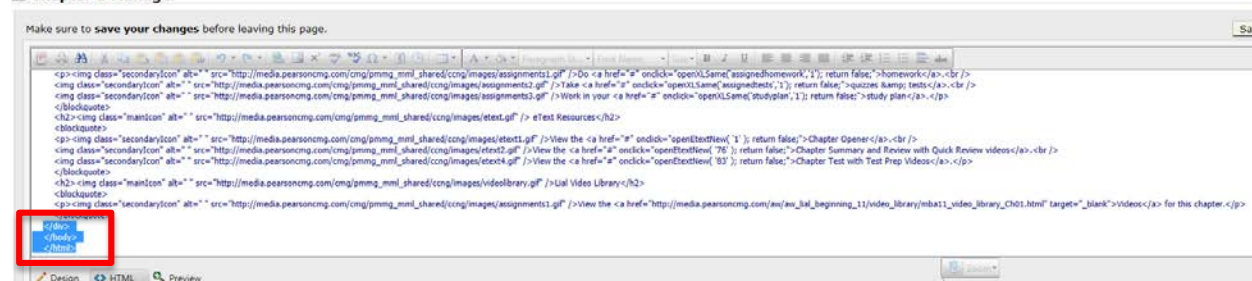 Make sure to save your changes before leaving this page.
Sa
<p><img class="secondaryIcon" alt=" " src="http://media.pearsoncmg.com/cmg/pmmg_mml_shared/ccng/images/assignments1.gif" />Do <a href="#" onclick="openXLSame('assignedhomework','1'); return false;">homework</a>.<br />
<img class="secondaryIcon" alt=" " src="http://media.pearsoncmg.com/cmg/pmmg_mml_shared/ccng/images/assignments2.gif" />Take <a href="#" onclick="openXLSame('assignedtests','1'); return false;">quizzes &amp; tests</a>.<br />
<img class="secondaryIcon" alt=" " src="http://media.pearsoncmg.com/cmg/pmmg_mml_shared/ccng/images/assignments3.gif" />Work in your <a href="#" onclick="openXLSame('studyplan','1'); return false;">study plan</a>.</p>
</blockquote>
<h2><img class="mainIcon" alt=" " src="http://media.pearsoncmg.com/cmg/pmmg_mml_shared/ccng/images/etext.gif" /> eText Resources</h2>
<blockquote>
<p><img class="secondaryIcon" alt=" " src="http://media.pearsoncmg.com/cmg/pmmg_mml_shared/ccng/images/etext1.gif" />View the <a href="#" onclick="openEtextNew( '1' ); return false;">Chapter Opener</a>.<br />
<img class="secondaryIcon" alt=" " src="http://media.pearsoncmg.com/cmg/pmmg_mml_shared/ccng/images/etext2.gif" />View the <a href="#" onclick="openEtextNew( '76' ); return false;">Chapter Summary and Review with Quick Review videos</a>.<br />
<img class="secondaryIcon" alt=" " src="http://media.pearsoncmg.com/cmg/pmmg_mml_shared/ccng/images/etext4.gif" />View the <a href="#" onclick="openEtextNew( '83' ); return false;">Chapter Test with Test Prep Videos</a>.</p>
</blockquote>
<h2><img class="mainIcon" alt=" " src="http://media.pearsoncmg.com/cmg/pmmg_mml_shared/ccng/images/videolibrary.gif" />Lial Video Library</h2>
<blockquote>
<p><img class="secondaryIcon" alt=" " src="http://media.pearsoncmg.com/cmg/pmmg_mml_shared/ccng/images/assignments1.gif" />View the <a href="http://media.pearsoncmg.com/aw/aw_lial_beginning_11/video_library/mba11_video_library_Ch01.html" target="_blank">Videos</a> for this chapter.</p>
</blockquote>
</div>
</body>
</html>
Design HTML Preview
Zoom